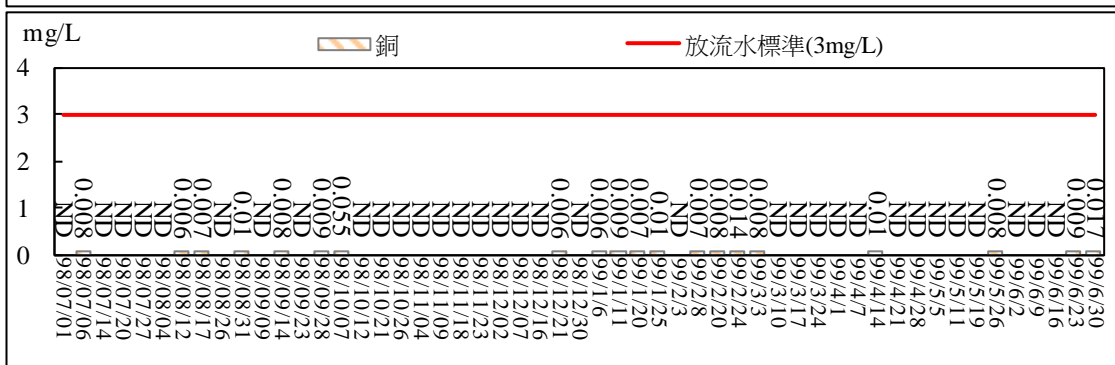 mg/L
銅
放流水標準(3mg/L)
4
3
2
1
0
ND
0.008
ND
ND
ND
ND
0.006
0.007
ND
0.01
ND
0.008
ND
0.009
0.055
ND
ND
ND
ND
ND
ND
ND
ND
ND
ND
0.006
ND
0.006
0.009
0.007
0.01
ND
0.007
0.008
0.014
0.008
ND
ND
ND
ND
ND
0.01
ND
ND
ND
ND
ND
0.008
ND
ND
ND
0.009
0.017
98/07/01
98/07/06
98/07/14
98/07/20
98/07/27
98/08/04
98/08/12
98/08/17
98/08/26
98/08/31
98/09/09
98/09/14
98/09/23
98/09/28
98/10/07
98/10/12
98/10/21
98/10/26
98/11/04
98/11/09
98/11/18
98/11/23
98/12/02
98/12/07
98/12/16
98/12/21
98/12/30
99/1/6
99/1/11
99/1/20
99/1/25
99/2/3
99/2/8
99/2/20
99/2/24
99/3/3
99/3/10
99/3/17
99/3/24
99/4/1
99/4/7
99/4/14
99/4/21
99/4/28
99/5/5
99/5/11
99/5/19
99/5/26
99/6/2
99/6/9
99/6/16
99/6/23
99/6/30